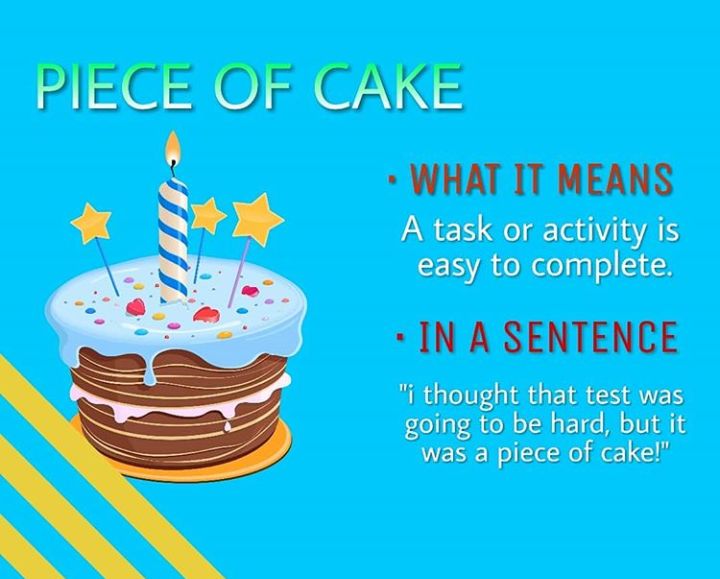 PIECE OF CAKE
· WHAT IT MEANS
A task or activity is
easy to complete.
· IN A SENTENCE
"i thought that test was
going to be hard, but it
was a piece of cake!"